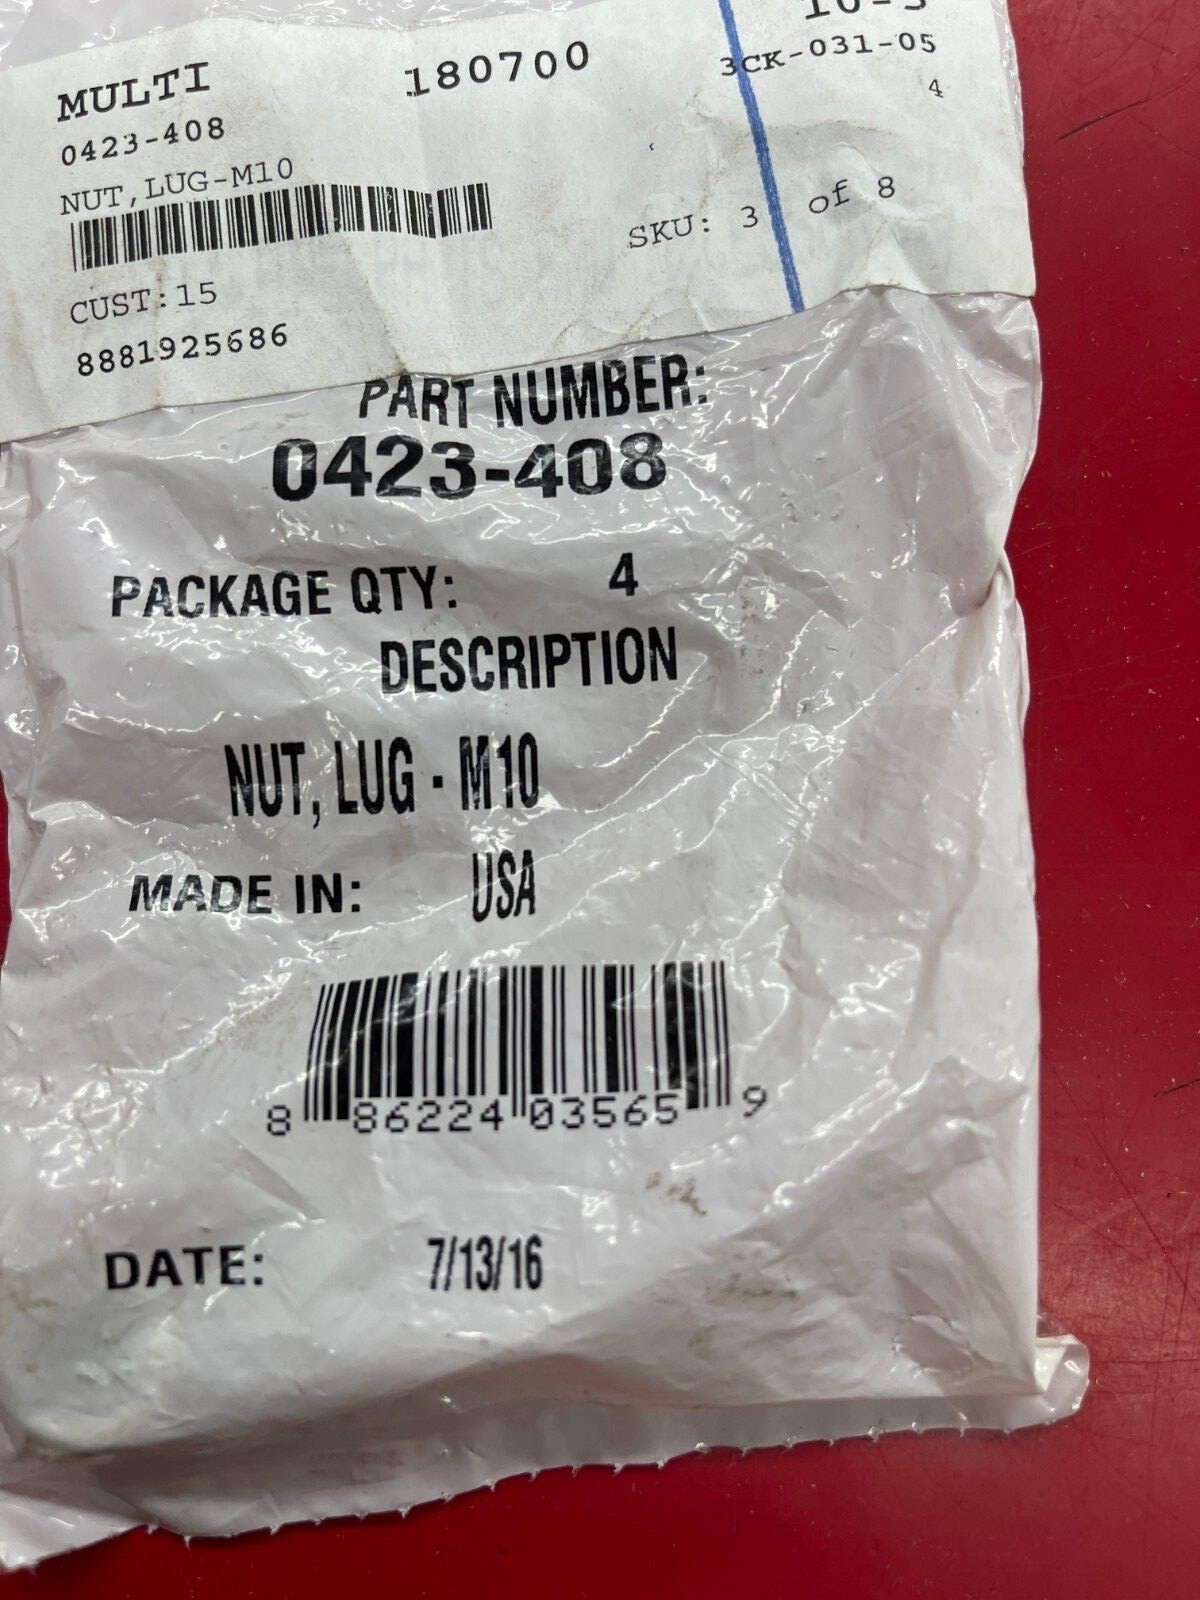 MULTI 180700
3CK-031-05
0423-408 4
NUT,LUG-M10
SKU: 3 of 8
CUST:15
8881925686
PART NUMBER:
0423-408
PACKAGE QTY: 4
DESCRIPTION
NUT, LUG - M10
MADE IN: USA
8 86224 03565 9
DATE: 7/13/16